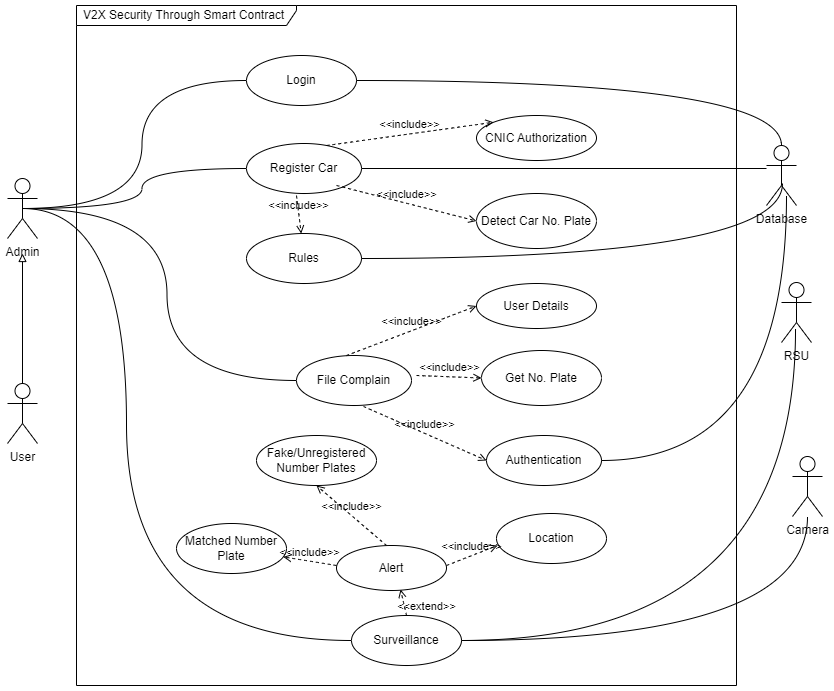 V2X Security Through Smart Contract
Login
<<include>>
CNIC Authorization
Register Car
<<include>>
<<include>>
Detect Car No. Plate
Database
Admin
Rules
<<include>>
User Details
RSU
<<include>>
File Complain
Get No. Plate
<<include>>
User
Fake/Unregistered
Number Plates
Authentication
<<include>>
Camera
Matched Number
Plate
<<include>>
<<include>>
Location
Alert
<<extend>>
Surveillance